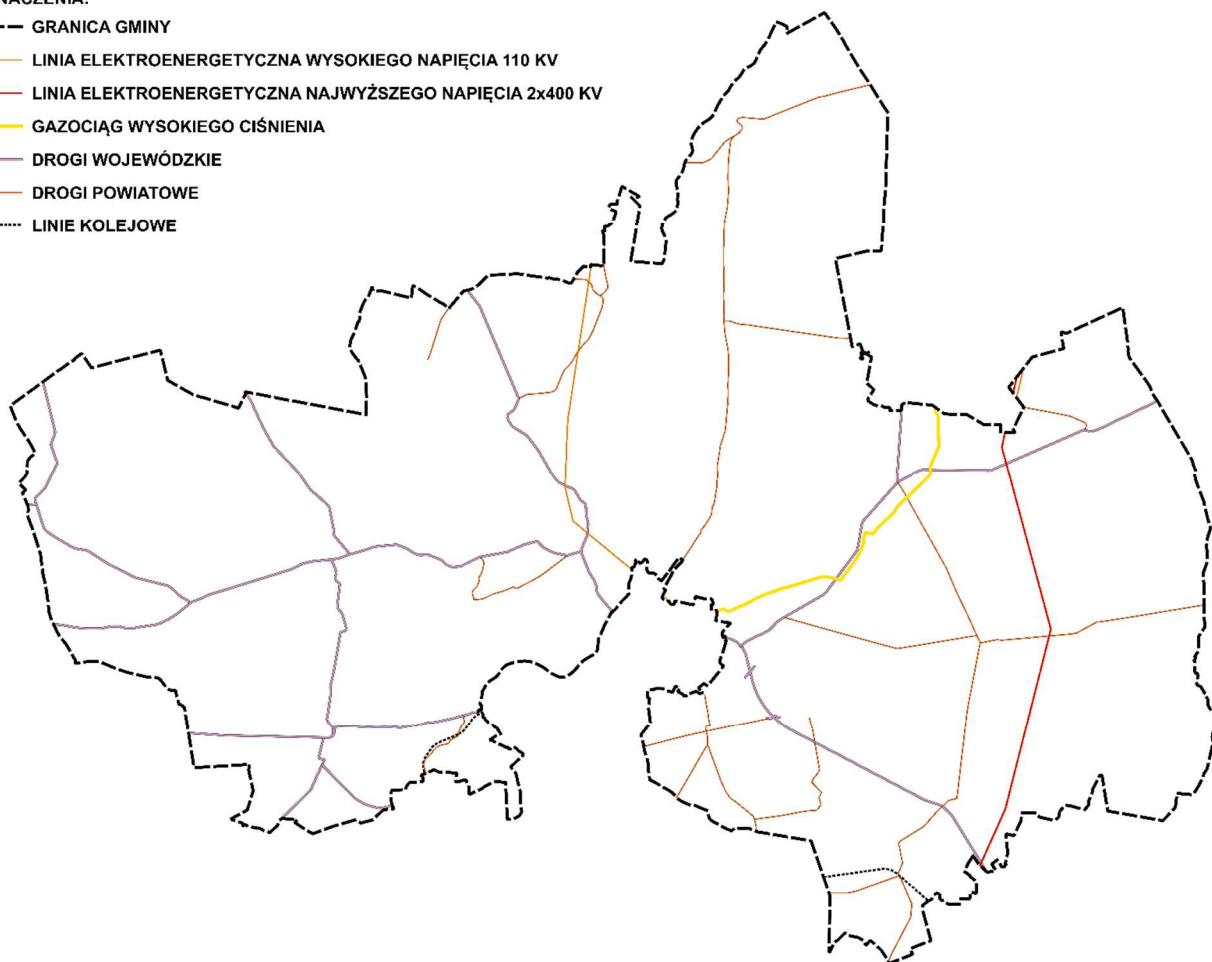 GRANICA GMINY
LINIA ELEKTROENERGETYCZNA WYSOKIEGO NAPIĘCIA 110 KV
LINIA ELEKTROENERGETYCZNA NAJWYŻSZEGO NAPIĘCIA 2x400 KV
GAZOCIĄG WYSOKIEGO CIŚNIENIA
DROGI WOJEWÓDZKIE
DROGI POWIATOWE
LINIE KOLEJOWE